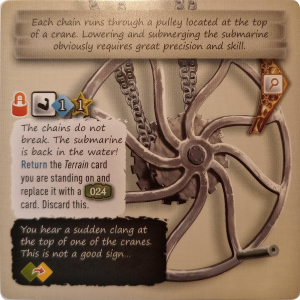 Each chain runs through a pulley located at the top
of a crane. Lowering and submerging the submarine
obviously requires great precision and skill.
1 1
The chains do
not break. The submarine
is back in the water!
Return the Terrain card
you are standing on and
replace it with a 024
card. Discard this.
You hear a sudden clang at
the top of one of the cranes.
This is not a good sign...